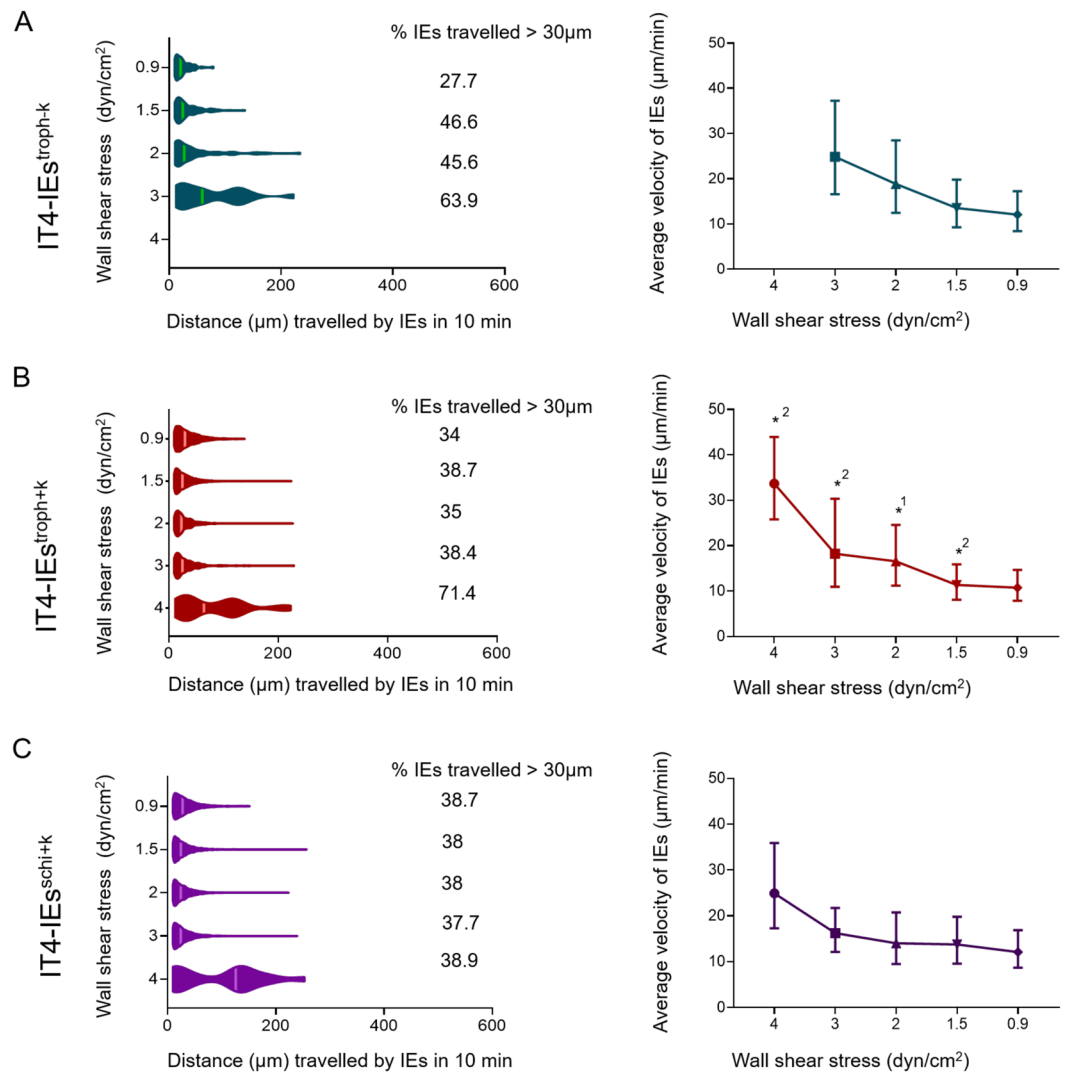 A
IT4-IEs^troph-k
Wall shear stress (dyn/cm²)
% IEs travelled > 30µm
0.9
27.7
1.5
46.6
2
45.6
3
63.9
4
0 200 400 600
Distance (µm) travelled by IEs in 10 min
Average velocity of IEs (µm/min)
50
40
30
20
10
0
4 3 2 1.5 0.9
Wall shear stress (dyn/cm²)
B
IT4-IEs^troph+k
Wall shear stress (dyn/cm²)
% IEs travelled > 30µm
0.9 34
1.5 38.7
2 35
3 38.4
4 71.4
0 200 400 600
Distance (µm) travelled by IEs in 10 min
Average velocity of IEs (µm/min)
50
40
30
20
10
0
*2 *2 *1 *2
4 3 2 1.5 0.9
Wall shear stress (dyn/cm²)
C
IT4-IEs^schi+k
Wall shear stress (dyn/cm²)
% IEs travelled > 30µm
0.9 38.7
1.5 38
2 38
3 37.7
4 38.9
0 200 400 600
Distance (µm) travelled by IEs in 10 min
Average velocity of IEs (µm/min)
50
40
30
20
10
0
4 3 2 1.5 0.9
Wall shear stress (dyn/cm²)